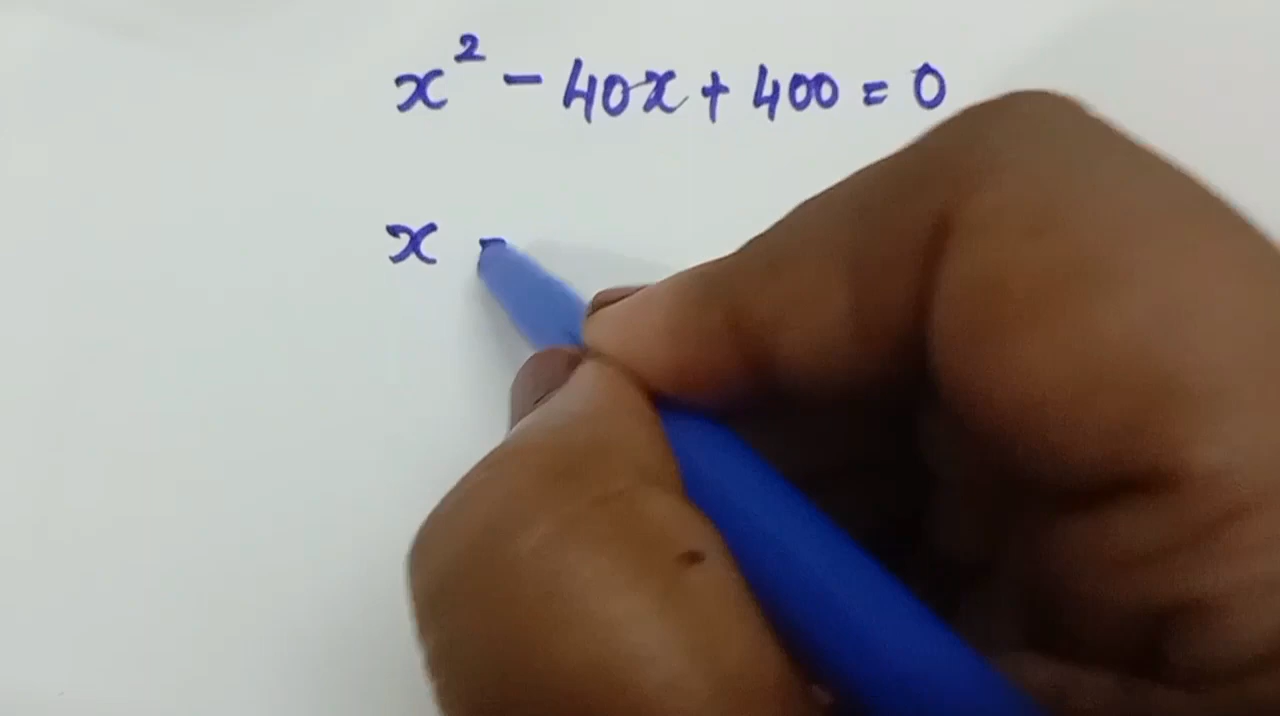 x² - 40x + 400 = 0
x